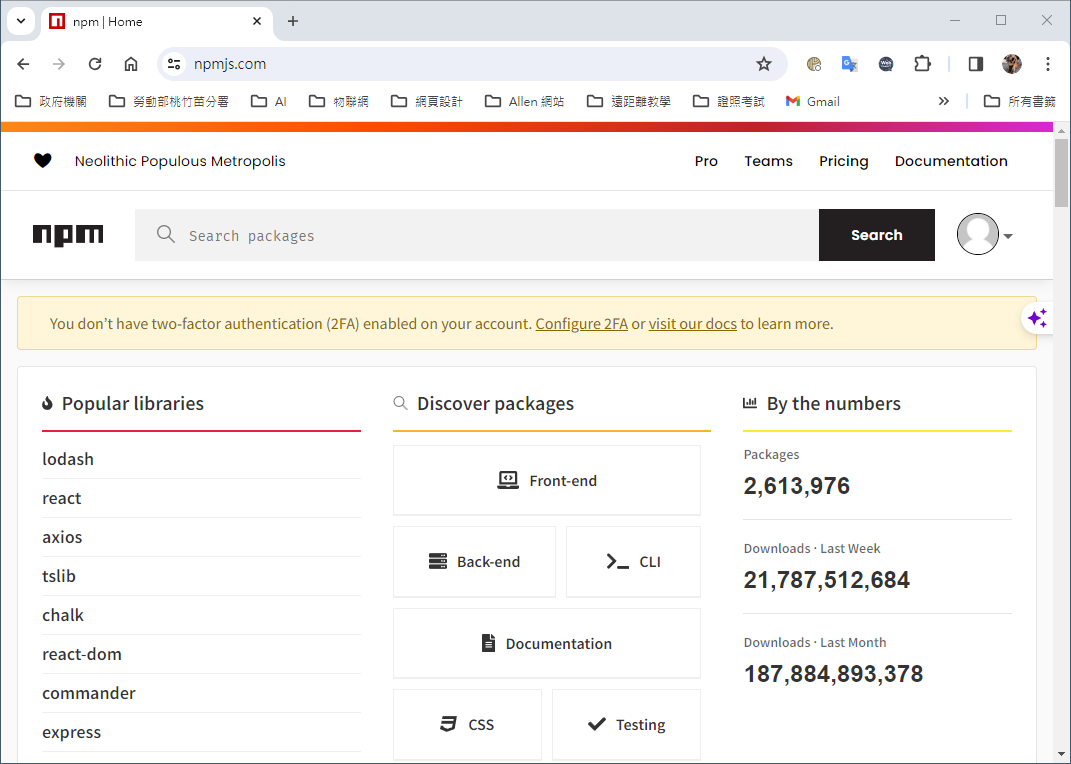 npm | Home
npmjs.com
政府機關 勞動部桃竹苗分署 AI 物聯網 網頁設計 Allen 網站 遠距離教學 證照考試 Gmail » 所有書籤
Neolithic Populous Metropolis Pro Teams Pricing Documentation
npm Search packages Search
You don't have two-factor authentication (2FA) enabled on your account. Configure 2FA or visit our docs to learn more.
Popular libraries
lodash
react
axios
tslib
chalk
react-dom
commander
express
Discover packages
Front-end
Back-end CLI
Documentation
CSS Testing
By the numbers
Packages
2,613,976
Downloads · Last Week
21,787,512,684
Downloads · Last Month
187,884,893,378